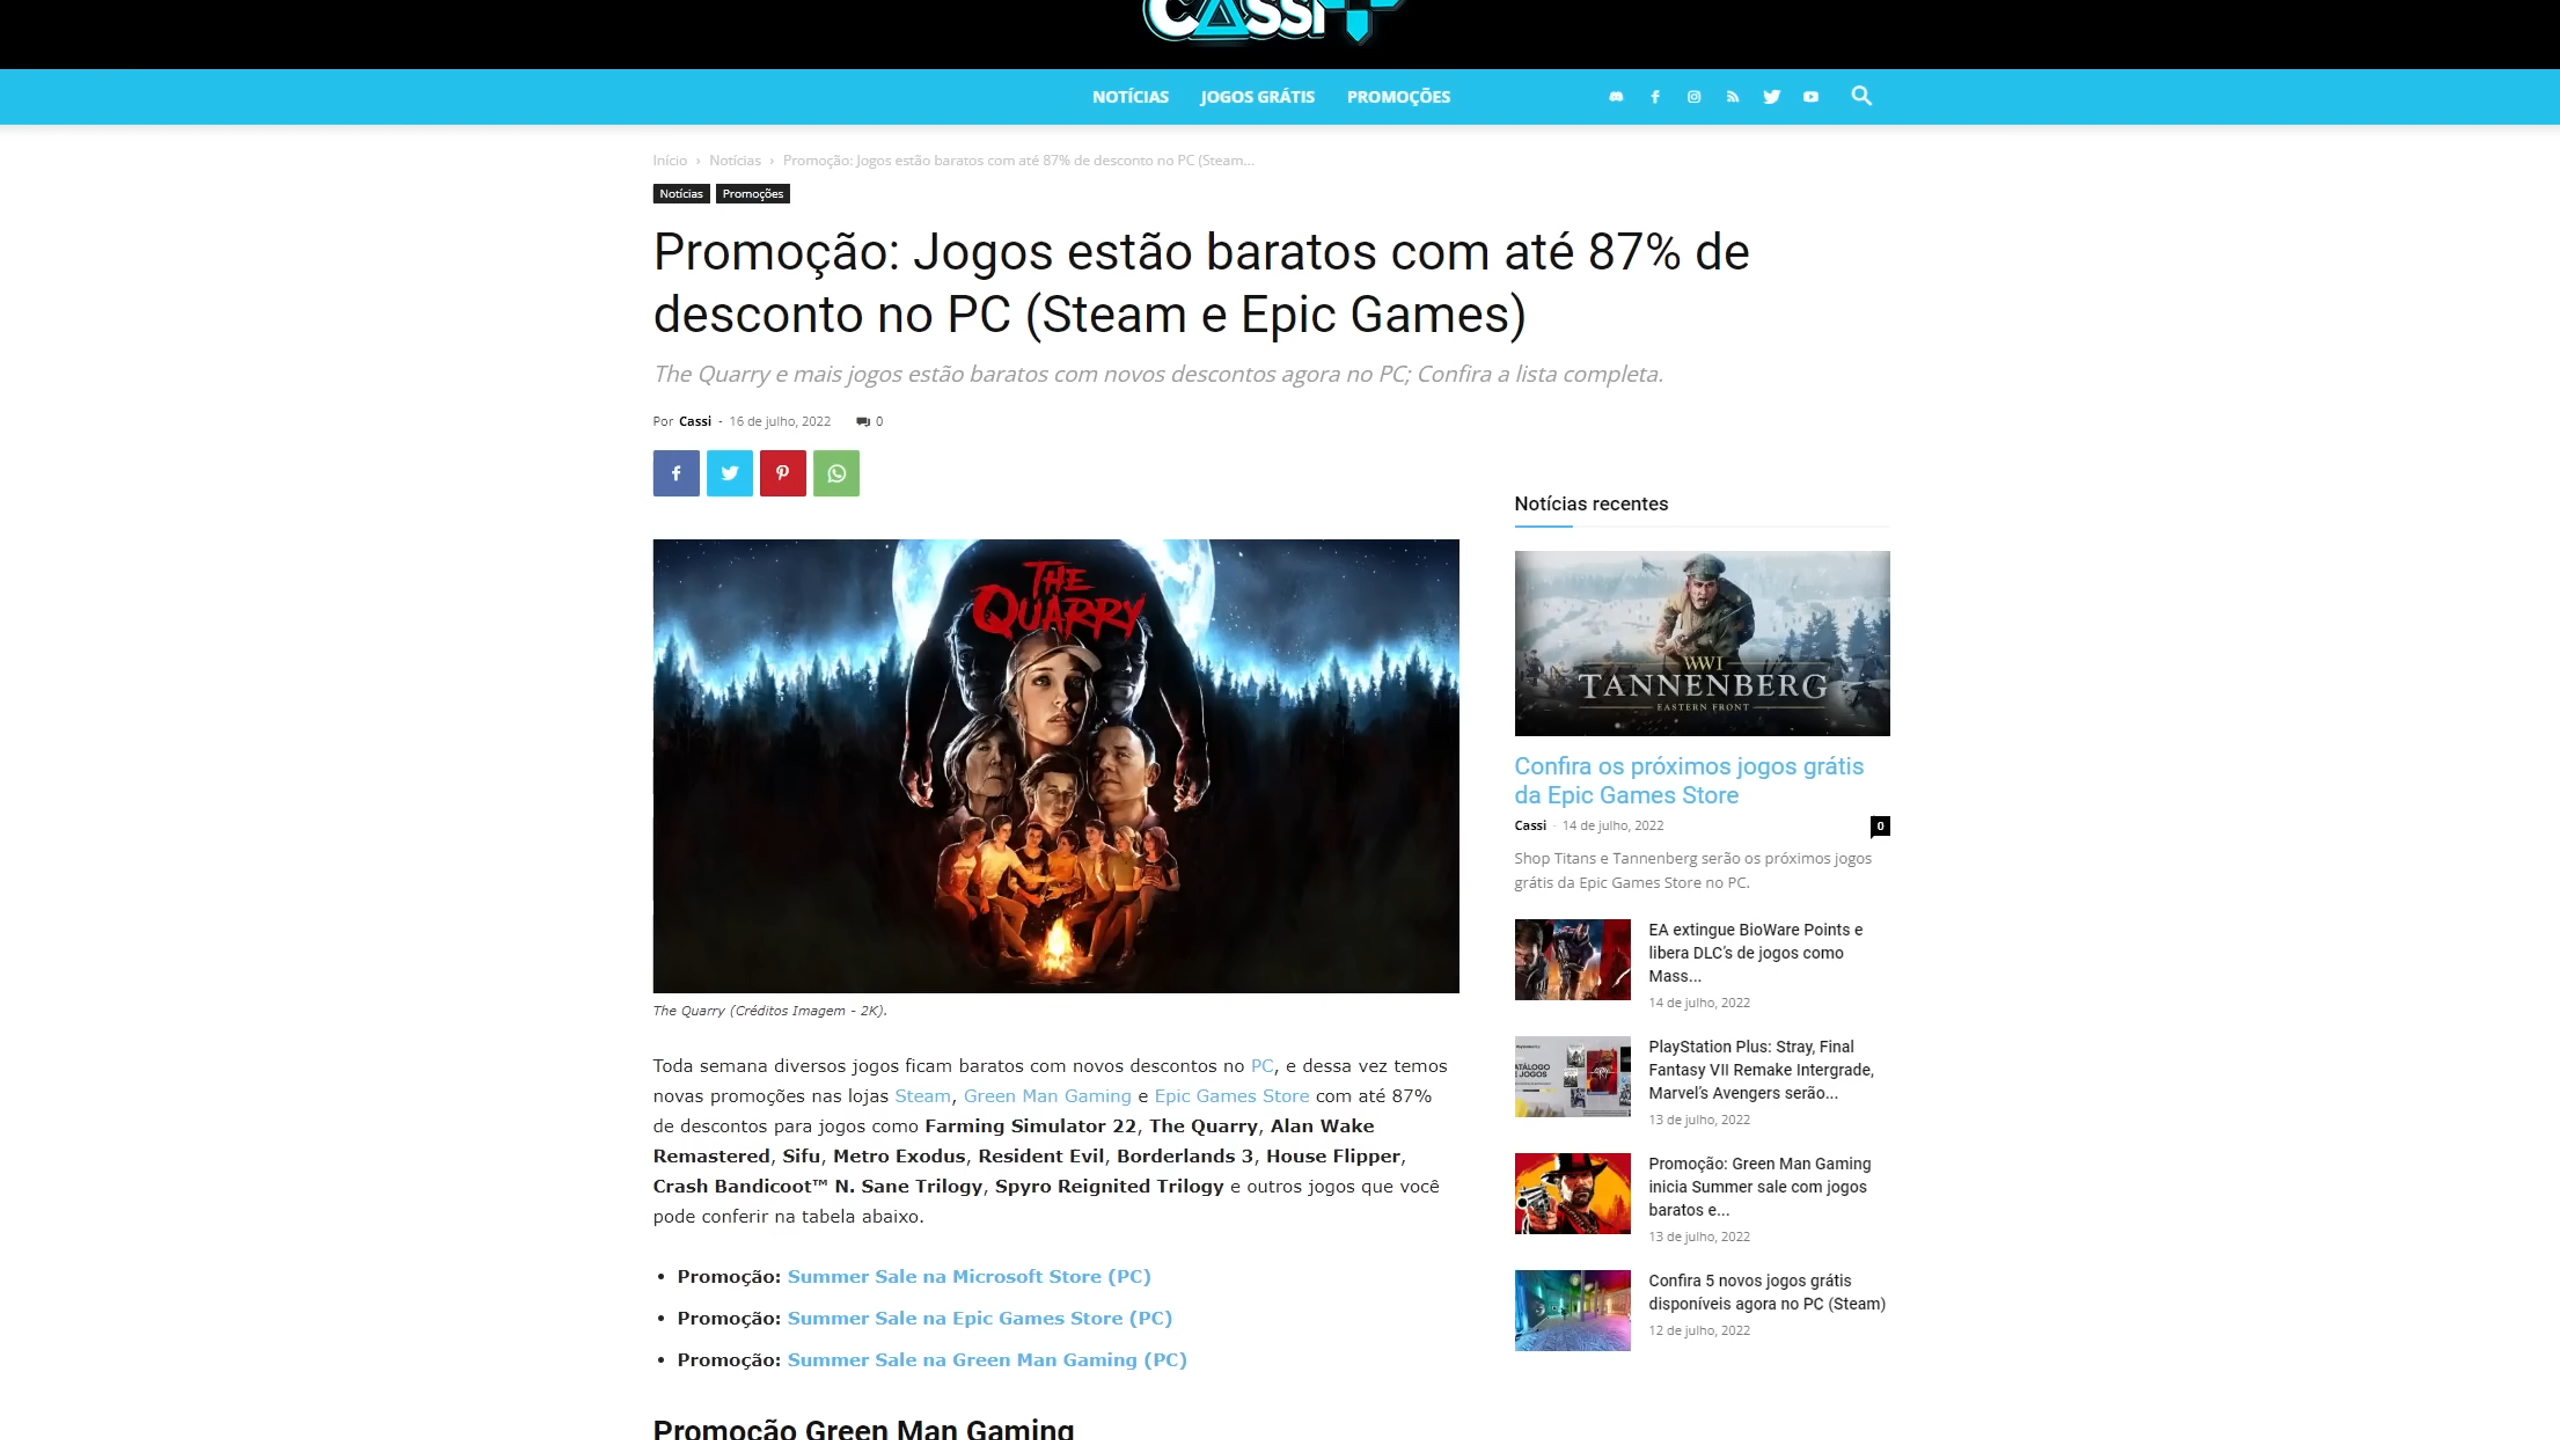 CASSI
NOTÍCIAS
JOGOS GRÁTIS
PROMOÇÕES
Início › Notícias › Promoção: Jogos estão baratos com até 87% de desconto no PC (Steam...
Notícias
Promoções
Promoção: Jogos estão baratos com até 87% de
desconto no PC (Steam e Epic Games)
The Quarry e mais jogos estão baratos com novos descontos agora no PC; Confira a lista completa.
Por Cassi - 16 de julho, 2022 0
THE
QUARRY
The Quarry (Créditos Imagem - 2K).
Toda semana diversos jogos ficam baratos com novos descontos no PC, e dessa vez temos
novas promoções nas lojas Steam, Green Man Gaming e Epic Games Store com até 87%
de descontos para jogos como Farming Simulator 22, The Quarry, Alan Wake
Remastered, Sifu, Metro Exodus, Resident Evil, Borderlands 3, House Flipper,
Crash Bandicoot™ N. Sane Trilogy, Spyro Reignited Trilogy e outros jogos que você
pode conferir na tabela abaixo.
• Promoção: Summer Sale na Microsoft Store (PC)
• Promoção: Summer Sale na Epic Games Store (PC)
• Promoção: Summer Sale na Green Man Gaming (PC)
Promoção Green Man Gaming
Notícias recentes
WWI
TANNENBERG
EASTERN FRONT
Confira os próximos jogos grátis
da Epic Games Store
Cassi - 14 de julho, 2022 0
Shop Titans e Tannenberg serão os próximos jogos
grátis da Epic Games Store no PC.
EA extingue BioWare Points e
libera DLC's de jogos como
Mass...
14 de julho, 2022
PlayStation Plus: Stray, Final
Fantasy VII Remake Intergrade,
Marvel's Avengers serão...
13 de julho, 2022
Promoção: Green Man Gaming
inicia Summer sale com jogos
baratos e...
13 de julho, 2022
Confira 5 novos jogos grátis
disponíveis agora no PC (Steam)
12 de julho, 2022